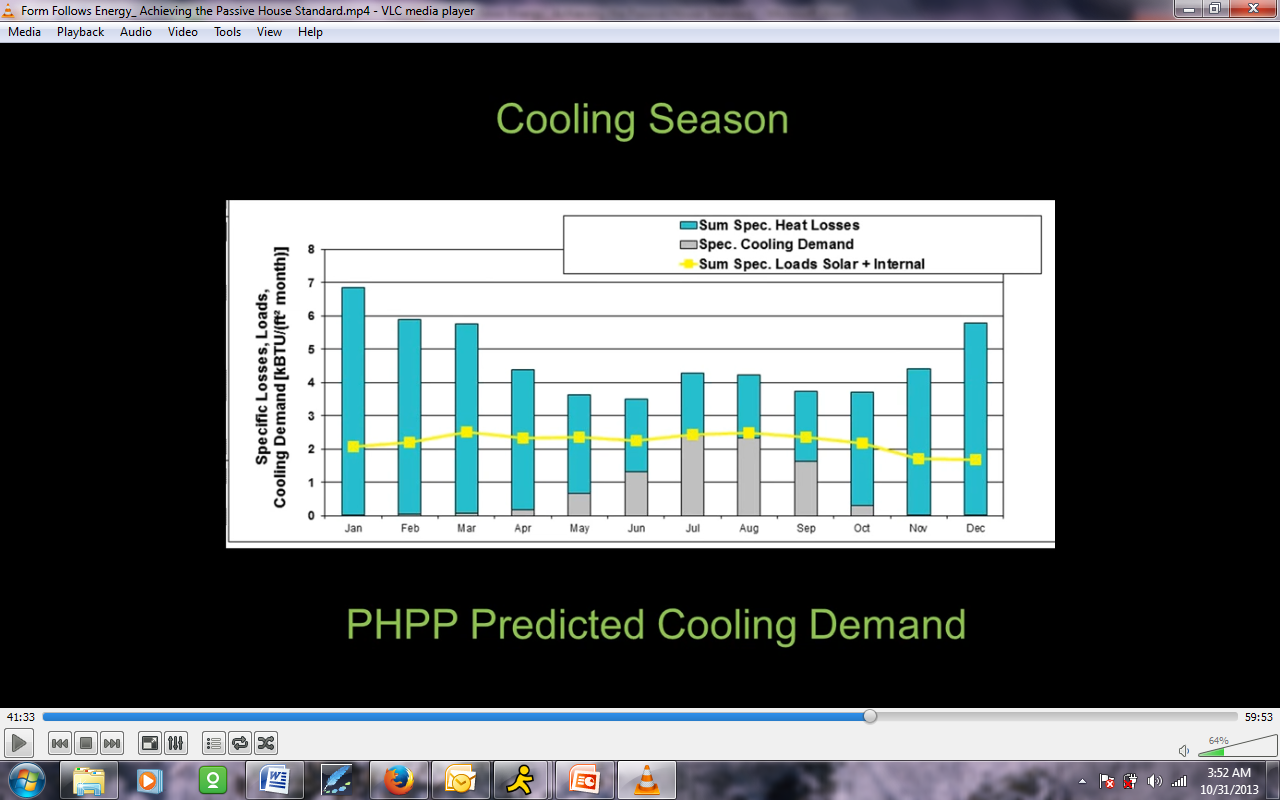 Form Follows Energy_ Achieving the Passive House Standard.mp4 - VLC media player
Media Playback Audio Video Tools View Help
Cooling Season
Sum Spec. Heat Losses
Spec. Cooling Demand
Sum Spec. Loads Solar + Internal
Specific Losses, Loads,
Cooling Demand [kBTU/(ft² month)]
8
7
6
5
4
3
2
1
0
Jan Feb Mar Apr May Jun Jul Aug Sep Oct Nov Dec
PHPP Predicted Cooling Demand
41:33 59:53
64%
3:52 AM
10/31/2013